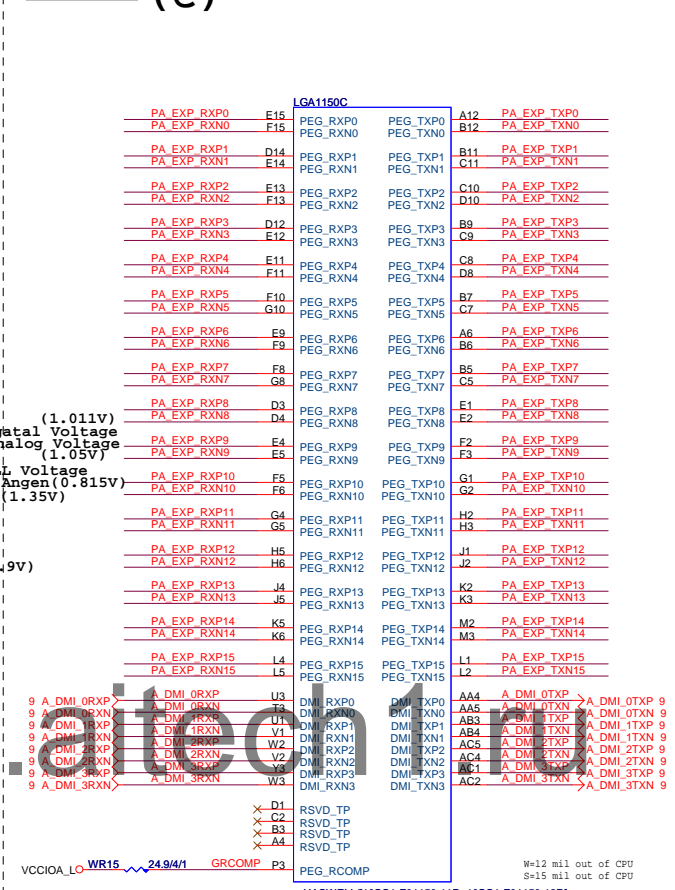 (C)
LGA1150C
PA_EXP_RXP0 E15 PEG_RXP0 PEG_TXP0 A12 PA_EXP_TXP0
PA_EXP_RXN0 F15 PEG_RXN0 PEG_TXN0 B12 PA_EXP_TXN0
PA_EXP_RXP1 D14 PEG_RXP1 PEG_TXP1 B11 PA_EXP_TXP1
PA_EXP_RXN1 E14 PEG_RXN1 PEG_TXN1 C11 PA_EXP_TXN1
PA_EXP_RXP2 E13 PEG_RXP2 PEG_TXP2 C10 PA_EXP_TXP2
PA_EXP_RXN2 F13 PEG_RXN2 PEG_TXN2 D10 PA_EXP_TXN2
PA_EXP_RXP3 D12 PEG_RXP3 PEG_TXP3 B9 PA_EXP_TXP3
PA_EXP_RXN3 E12 PEG_RXN3 PEG_TXN3 C9 PA_EXP_TXN3
PA_EXP_RXP4 E11 PEG_RXP4 PEG_TXP4 C8 PA_EXP_TXP4
PA_EXP_RXN4 F11 PEG_RXN4 PEG_TXN4 D8 PA_EXP_TXN4
PA_EXP_RXP5 F10 PEG_RXP5 PEG_TXP5 B7 PA_EXP_TXP5
PA_EXP_RXN5 G10 PEG_RXN5 PEG_TXN5 C7 PA_EXP_TXN5
PA_EXP_RXP6 E9 PEG_RXP6 PEG_TXP6 A6 PA_EXP_TXP6
PA_EXP_RXN6 F9 PEG_RXN6 PEG_TXN6 B6 PA_EXP_TXN6
PA_EXP_RXP7 F8 PEG_RXP7 PEG_TXP7 B5 PA_EXP_TXP7
PA_EXP_RXN7 G8 PEG_RXN7 PEG_TXN7 C5 PA_EXP_TXN7
PA_EXP_RXP8 D3 PEG_RXP8 PEG_TXP8 E1 PA_EXP_TXP8
PA_EXP_RXN8 D4 PEG_RXN8 PEG_TXN8 E2 PA_EXP_TXN8
(1.011V)
gatal Voltage
nalog Voltage
(1.05V)
PA_EXP_RXP9 E4 PEG_RXP9 PEG_TXP9 F2 PA_EXP_TXP9
PA_EXP_RXN9 E5 PEG_RXN9 PEG_TXN9 F3 PA_EXP_TXN9
L Voltage
Angen(0.815V)
(1.35V)
PA_EXP_RXP10 F5 PEG_RXP10 PEG_TXP10 G1 PA_EXP_TXP10
PA_EXP_RXN10 F6 PEG_RXN10 PEG_TXN10 G2 PA_EXP_TXN10
PA_EXP_RXP11 G4 PEG_RXP11 PEG_TXP11 H2 PA_EXP_TXP11
PA_EXP_RXN11 G5 PEG_RXN11 PEG_TXN11 H3 PA_EXP_TXN11
.9V)
PA_EXP_RXP12 H5 PEG_RXP12 PEG_TXP12 J1 PA_EXP_TXP12
PA_EXP_RXN12 H6 PEG_RXN12 PEG_TXN12 J2 PA_EXP_TXN12
PA_EXP_RXP13 J4 PEG_RXP13 PEG_TXP13 K2 PA_EXP_TXP13
PA_EXP_RXN13 J5 PEG_RXN13 PEG_TXN13 K3 PA_EXP_TXN13
PA_EXP_RXP14 K5 PEG_RXP14 PEG_TXP14 M2 PA_EXP_TXP14
PA_EXP_RXN14 K6 PEG_RXN14 PEG_TXN14 M3 PA_EXP_TXN14
PA_EXP_RXP15 L4 PEG_RXP15 PEG_TXP15 L1 PA_EXP_TXP15
PA_EXP_RXN15 L5 PEG_RXN15 PEG_TXN15 L2 PA_EXP_TXN15
9 A_DMI_0RXP A_DMI_0RXP U3 DMI_RXP0 DMI_TXP0 AA4 A_DMI_0TXP A_DMI_0TXP 9
9 A_DMI_0RXN A_DMI_0RXN T3 DMI_RXN0 DMI_TXN0 AA5 A_DMI_0TXN A_DMI_0TXN 9
9 A_DMI_1RXP A_DMI_1RXP U1 DMI_RXP1 DMI_TXP1 AB3 A_DMI_1TXP A_DMI_1TXP 9
9 A_DMI_1RXN A_DMI_1RXN V1 DMI_RXN1 DMI_TXN1 AB4 A_DMI_1TXN A_DMI_1TXN 9
9 A_DMI_2RXP A_DMI_2RXP W2 DMI_RXP2 DMI_TXP2 AC5 A_DMI_2TXP A_DMI_2TXP 9
9 A_DMI_2RXN A_DMI_2RXN V2 DMI_RXN2 DMI_TXN2 AC4 A_DMI_2TXN A_DMI_2TXN 9
9 A_DMI_3RXP A_DMI_3RXP Y3 DMI_RXP3 DMI_TXP3 AC1 A_DMI_3TXP A_DMI_3TXP 9
9 A_DMI_3RXN A_DMI_3RXN W3 DMI_RXN3 DMI_TXN3 AC2 A_DMI_3TXN A_DMI_3TXN 9
.aitech1.ru
D1 RSVD_TP
C2 RSVD_TP
B3 RSVD_TP
A4 RSVD_TP
VCCIOA_L WR15 24.9/4/1 GRCOMP P3 PEG_RCOMP
W=12 mil out of CPU
S=15 mil out of CPU